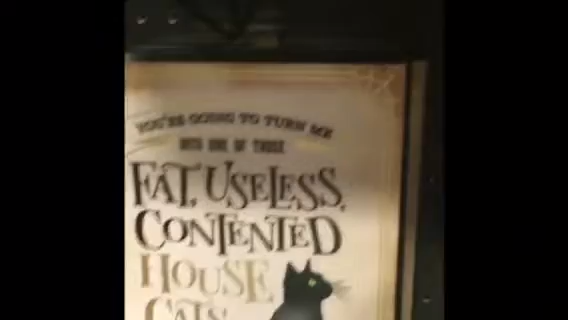 YOU'RE GOING TO TURN ME
INTO ONE OF THOSE
FAT, USELESS,
CONTENTED
HOUSE
CATS